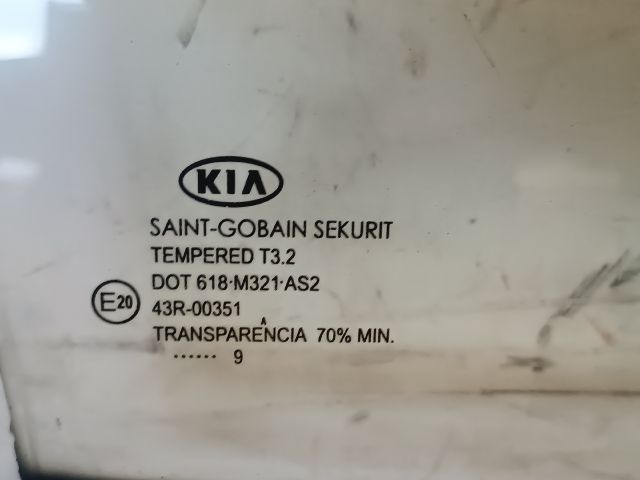 KIA
SAINT-GOBAIN SEKURIT
TEMPERED T3.2
DOT 618·M321·AS2
E20
43R-00351
TRANSPARÊNCIA 70% MIN.
······ 9